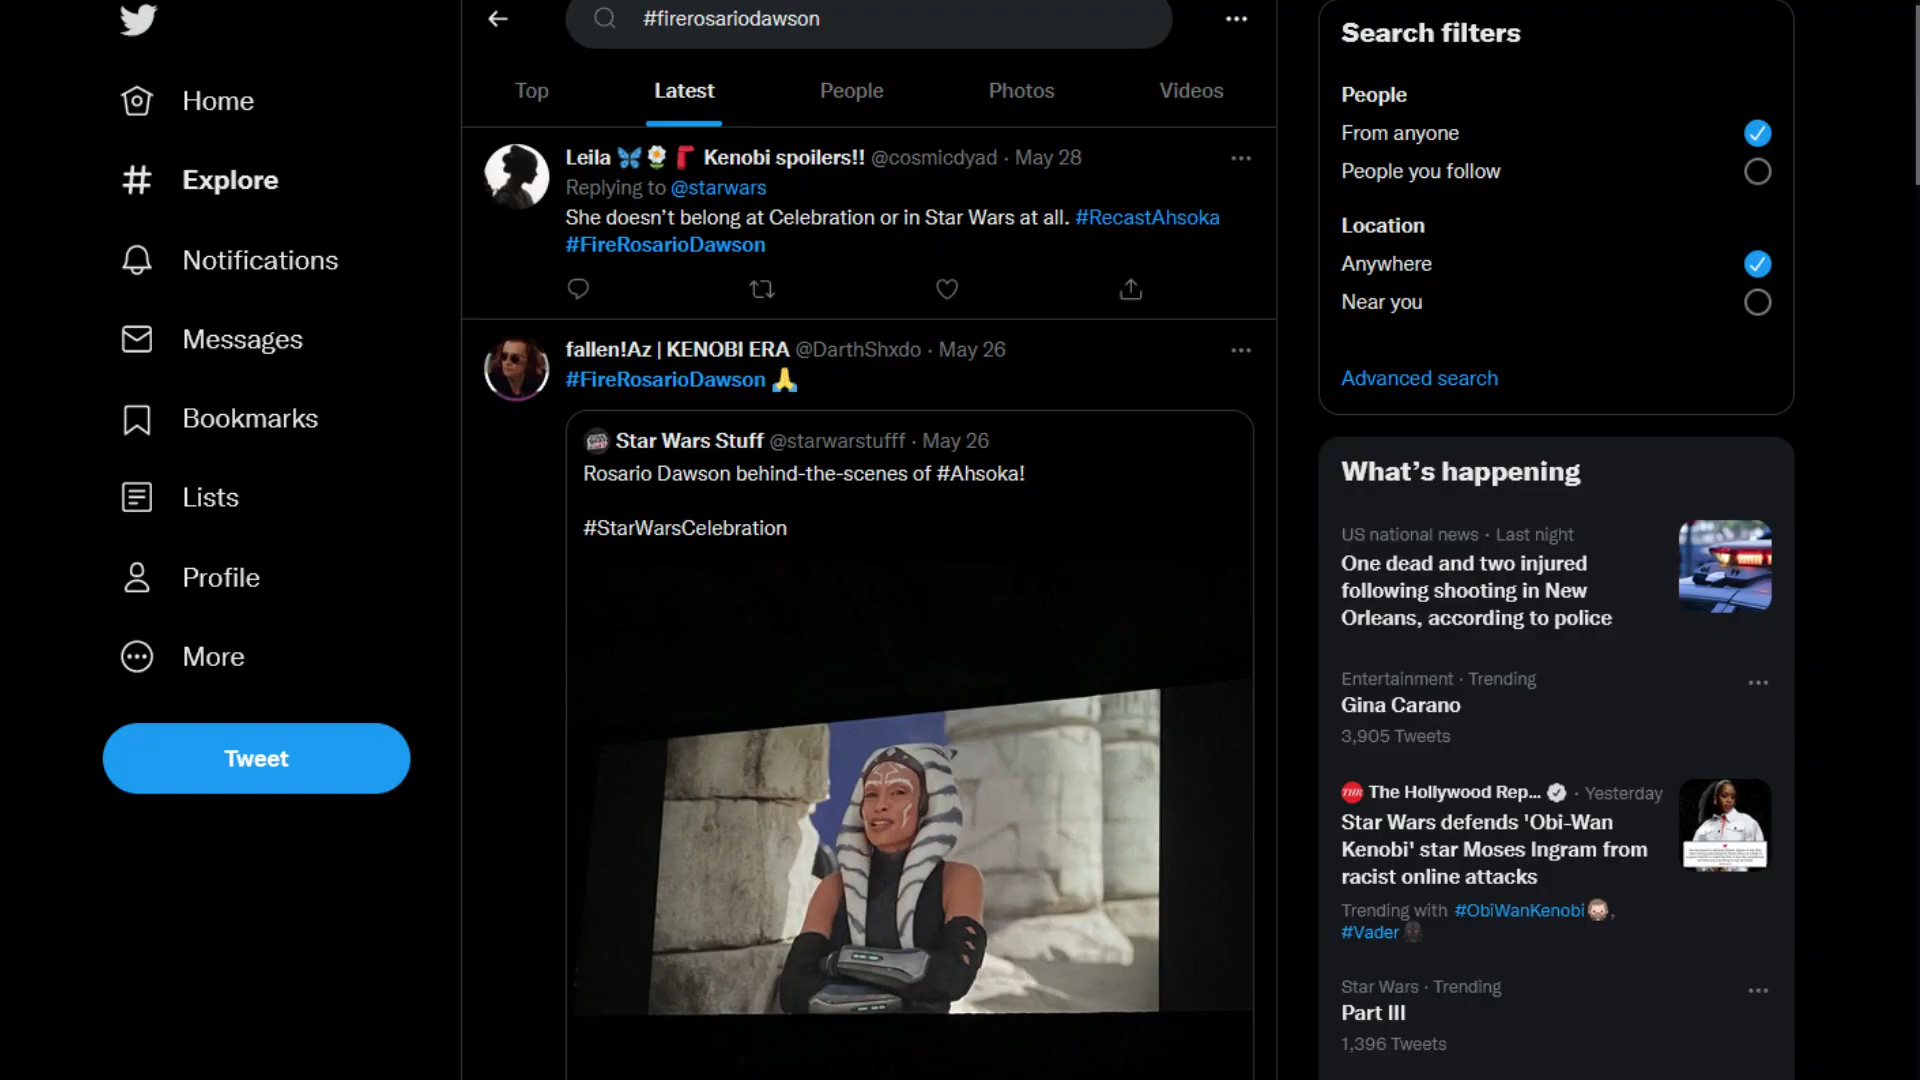 #firerosariodawson
Home
Explore
Notifications
Messages
Bookmarks
Lists
Profile
More
Tweet
Top
Latest
People
Photos
Videos
Leila 🦋🌼 Kenobi spoilers!! @cosmicdyad · May 28
Replying to @starwars
She doesn't belong at Celebration or in Star Wars at all. #RecastAhsoka
#FireRosarioDawson
fallen!Az | KENOBI ERA @DarthShxdo · May 26
#FireRosarioDawson 🙏
Star Wars Stuff @starwarstufff · May 26
Rosario Dawson behind-the-scenes of #Ahsoka!
#StarWarsCelebration
Search filters
People
From anyone
People you follow
Location
Anywhere
Near you
Advanced search
What's happening
US national news · Last night
One dead and two injured
following shooting in New
Orleans, according to police
Entertainment · Trending
Gina Carano
3,905 Tweets
THR The Hollywood Rep... · Yesterday
Star Wars defends 'Obi-Wan
Kenobi' star Moses Ingram from
racist online attacks
Trending with #ObiWanKenobi,
#Vader
Star Wars · Trending
Part III
1,396 Tweets